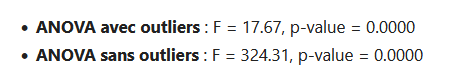 • ANOVA avec outliers : F = 17.67, p-value = 0.0000
• ANOVA sans outliers : F = 324.31, p-value = 0.0000